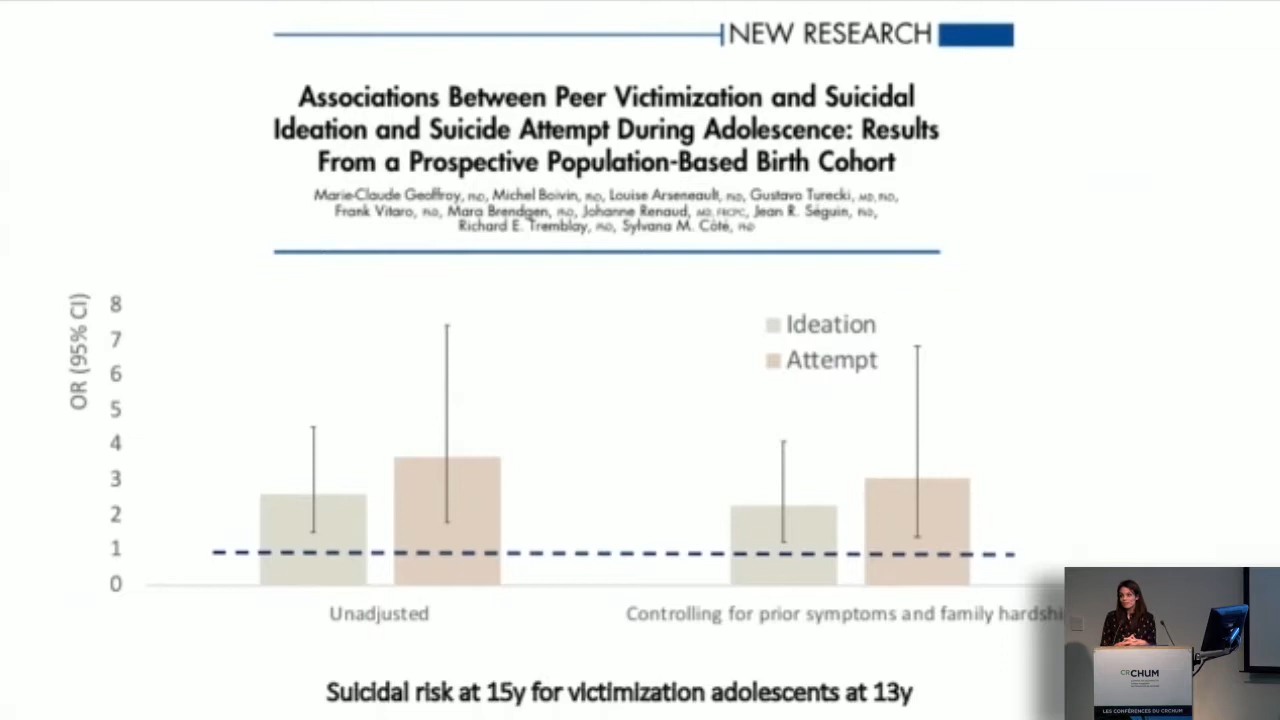 NEW RESEARCH
Associations Between Peer Victimization and Suicidal
Ideation and Suicide Attempt During Adolescence: Results
From a Prospective Population-Based Birth Cohort
Marie-Claude Geoffroy, PhD, Michel Boivin, PhD, Louise Arseneault, PhD, Gustavo Turecki, MD, PhD,
Frank Vitaro, PhD, Mara Brendgen, PhD, Johanne Renaud, MD, FRCPC, Jean R. Séguin, PhD,
Richard E. Tremblay, PhD, Sylvana M. Côté, PhD
OR (95% CI)
8
7
6
5
4
3
2
1
0
Ideation
Attempt
Unadjusted
Controlling for prior symptoms and family hardshi
Suicidal risk at 15y for victimization adolescents at 13y
CRCHUM
LES CONFÉRENCES DU CRCHUM